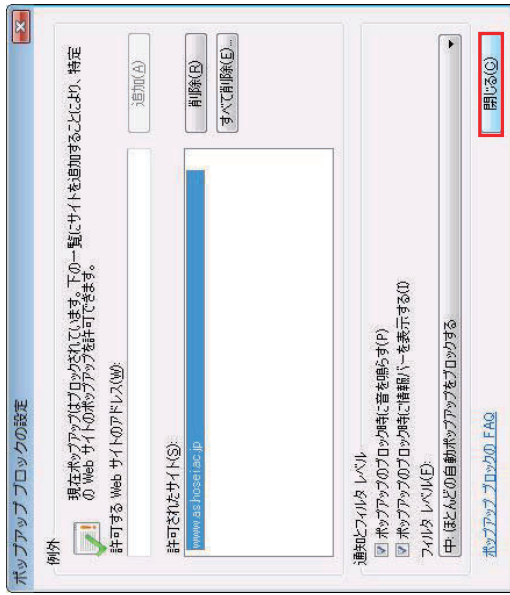 ポップアップ ブロックの設定
例外
現在ポップアップはブロックされています。下の一覧にサイトを追加することにより、特定
の Web サイトのポップアップを許可できます。
許可する Web サイトのアドレス(W):
追加(A)
許可されたサイト(S):
www.as.hosei.ac.jp
削除(R)
すべて削除(E)...
通知とフィルタ レベル
ポップアップのブロック時に音を鳴らす(P)
ポップアップのブロック時に情報バーを表示する(I)
フィルタ レベル(F):
中: ほとんどの自動ポップアップをブロックする
ポップアップ ブロックの FAQ
閉じる(C)